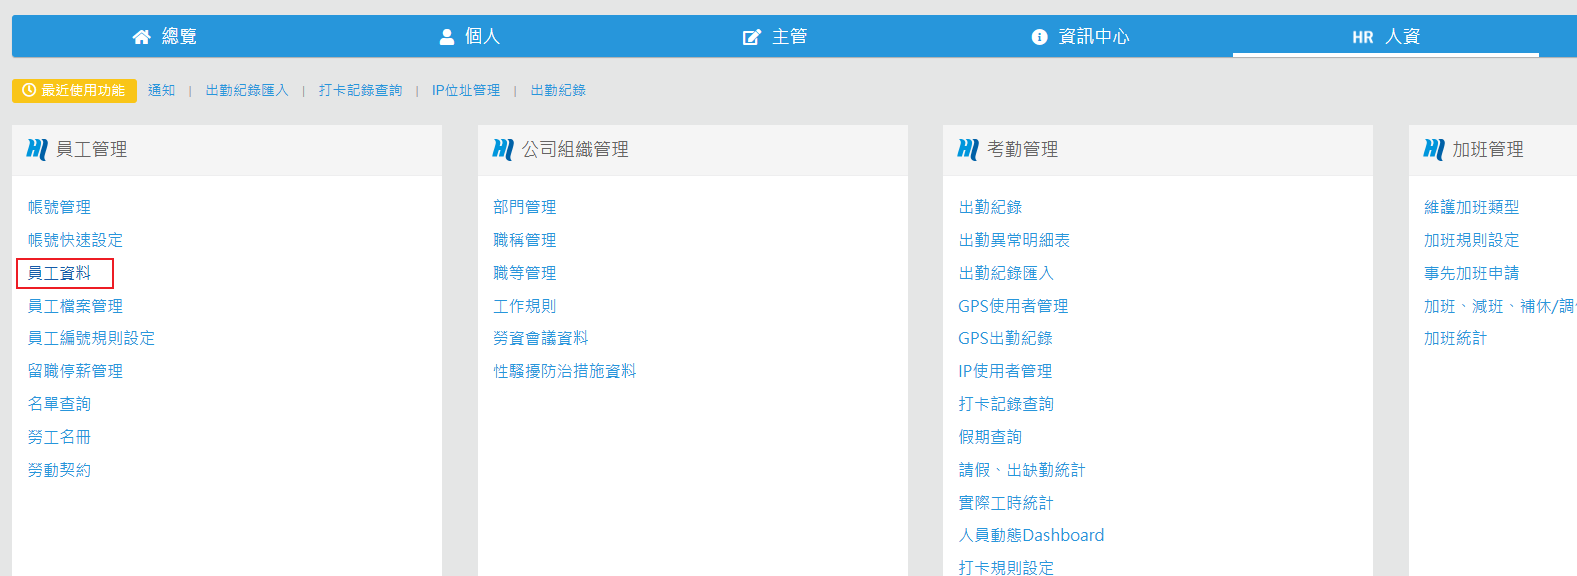 總覽
個人
主管
資訊中心
HR 人資
最近使用功能 通知 | 出勤紀錄匯入 | 打卡記錄查詢 | IP位址管理 | 出勤紀錄
員工管理
帳號管理
帳號快速設定
員工資料
員工檔案管理
員工編號規則設定
留職停薪管理
名單查詢
勞工名冊
勞動契約
公司組織管理
部門管理
職稱管理
職等管理
工作規則
勞資會議資料
性騷擾防治措施資料
考勤管理
出勤紀錄
出勤異常明細表
出勤紀錄匯入
GPS使用者管理
GPS出勤紀錄
IP使用者管理
打卡記錄查詢
假期查詢
請假、出缺勤統計
實際工時統計
人員動態Dashboard
打卡規則設定
加班管理
維護加班類型
加班規則設定
事先加班申請
加班、減班、補休/調
加班統計